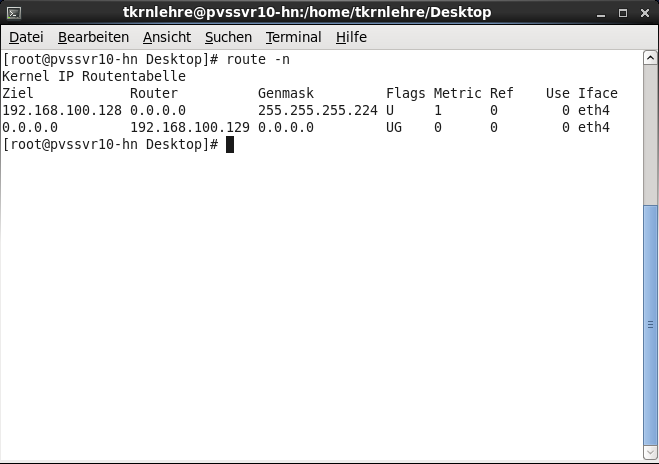 tkrnlehre@pvssvr10-hn:/home/tkrnlehre/Desktop
Datei Bearbeiten Ansicht Suchen Terminal Hilfe
[root@pvssvr10-hn Desktop]# route -n
Kernel IP Routentabelle
Ziel Router Genmask Flags Metric Ref Use Iface
192.168.100.128 0.0.0.0 255.255.255.224 U 1 0 0 eth4
0.0.0.0 192.168.100.129 0.0.0.0 UG 0 0 0 eth4
[root@pvssvr10-hn Desktop]#